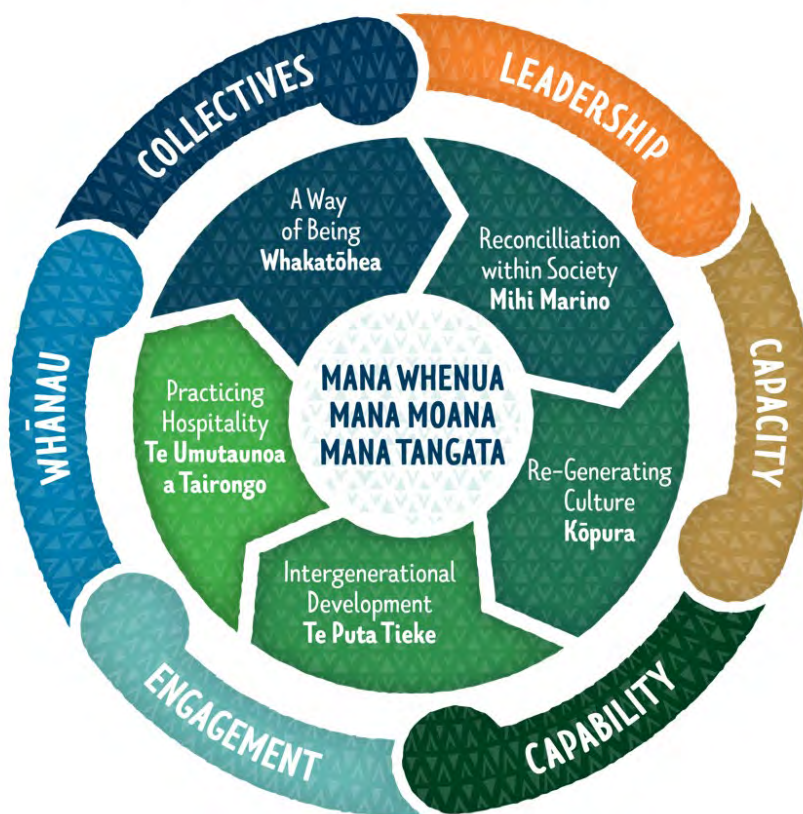 COLLECTIVES
LEADERSHIP
CAPACITY
CAPABILITY
ENGAGEMENT
WHĀNAU
A Way
of Being
Whakatōhea
Reconcilliation
within Society
Mihi Marino
Re-Generating
Culture
Kōpura
Intergenerational
Development
Te Puta Tieke
Practicing
Hospitality
Te Umutaunoa
a Tairongo
MANA WHENUA
MANA MOANA
MANA TANGATA